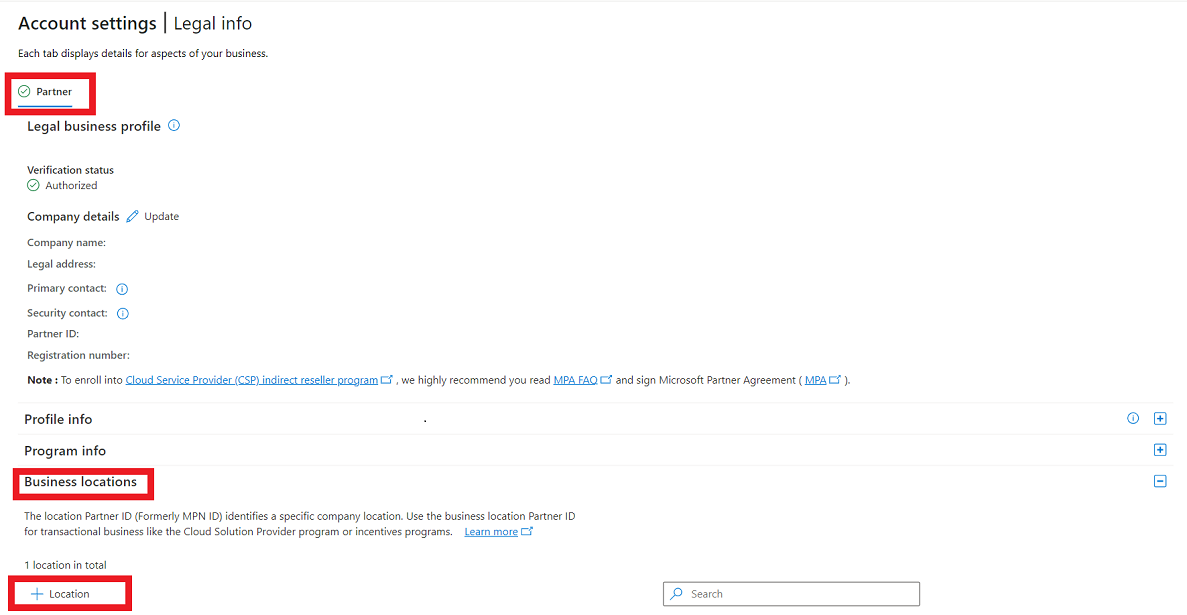 Account settings | Legal info
Each tab displays details for aspects of your business.
Partner
Legal business profile
Verification status
Authorized
Company details Update
Company name:
Legal address:
Primary contact:
Security contact:
Partner ID:
Registration number:
Note : To enroll into Cloud Service Provider (CSP) indirect reseller program , we highly recommend you read MPA FAQ and sign Microsoft Partner Agreement ( MPA ).
Profile info .
Program info
Business locations
The location Partner ID (Formerly MPN ID) identifies a specific company location. Use the business location Partner ID
for transactional business like the Cloud Solution Provider program or incentives programs. Learn more
1 location in total
+ Location Search